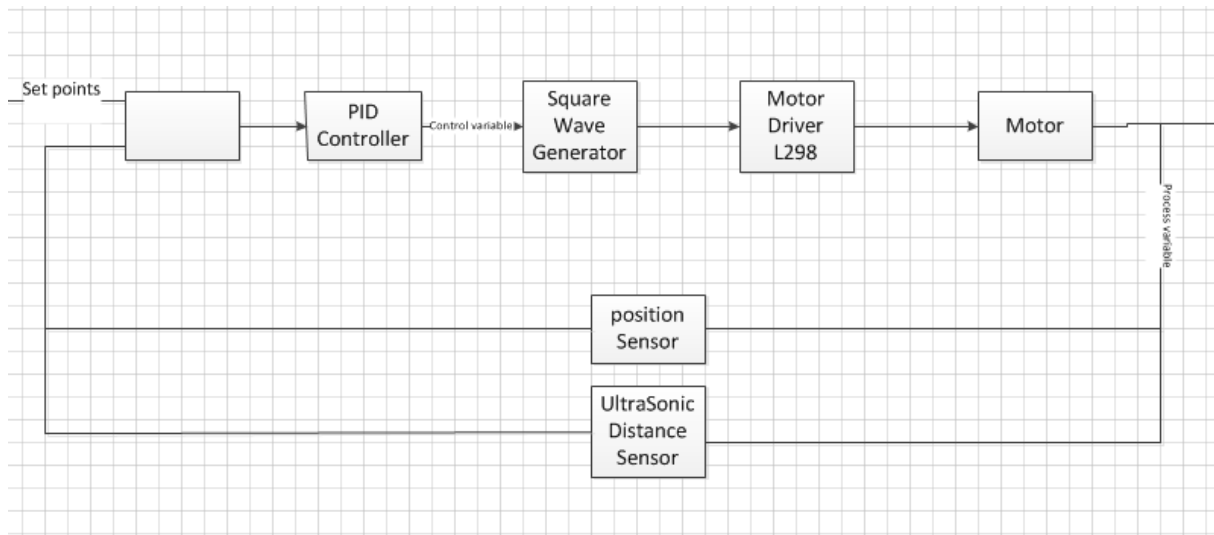 Set points
PID
Controller
Control variable
Square
Wave
Generator
Motor
Driver
L298
Motor
Process variable
position
Sensor
UltraSonic
Distance
Sensor